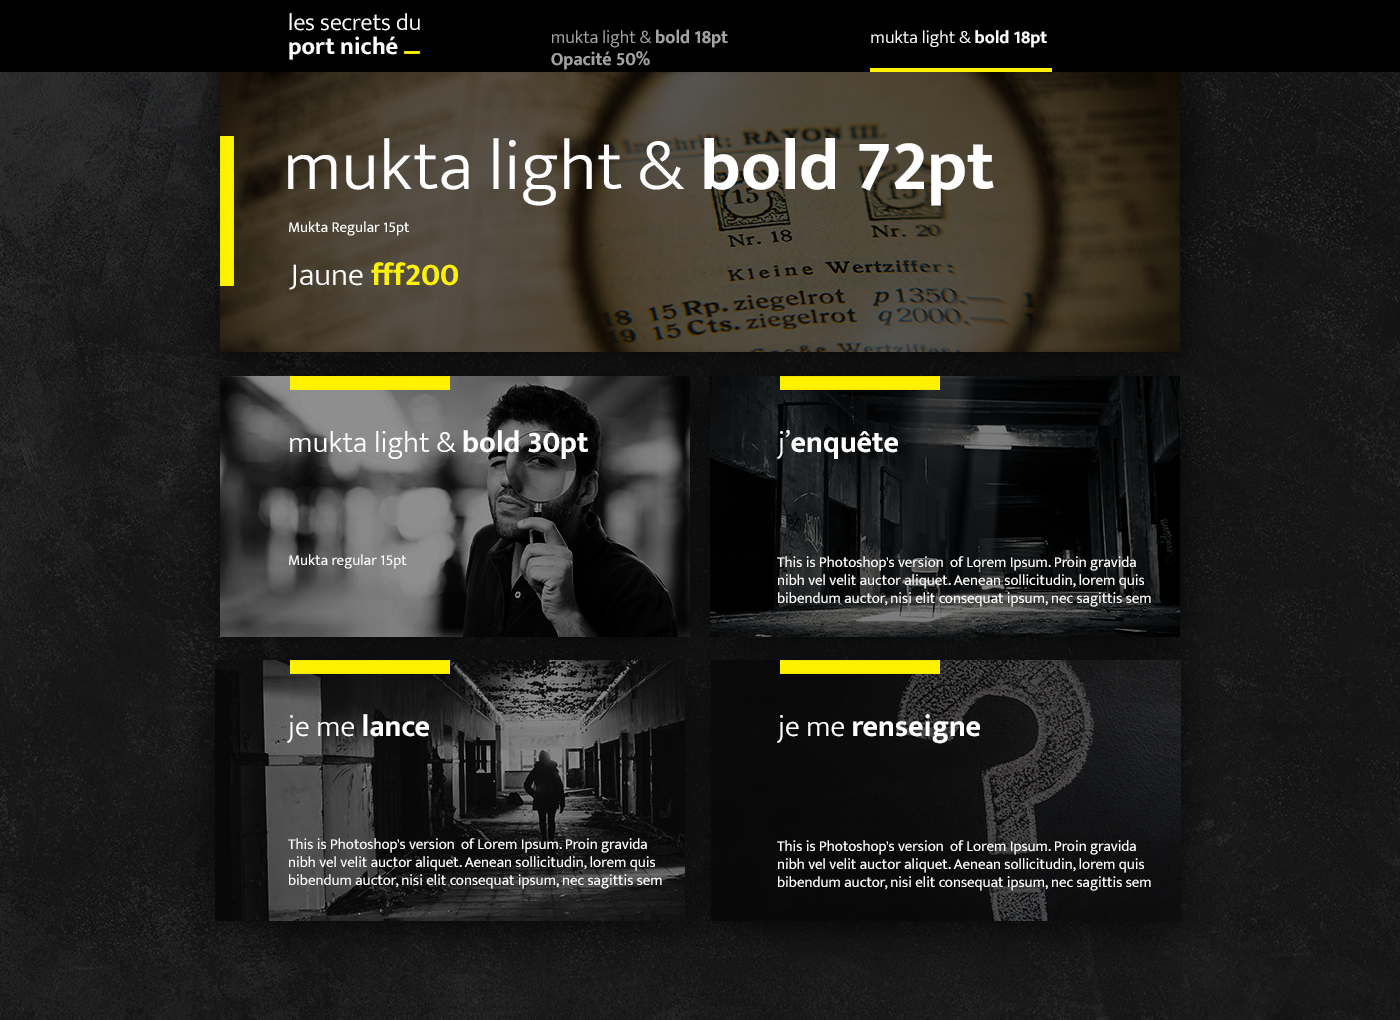 les secrets du
port niché _
mukta light & bold 18pt
Opacité 50%
mukta light & bold 18pt
Inschrift: RAYON III.
mukta light & bold 72pt
15 15
Nr. 18 Nr. 20
Mukta Regular 15pt
Jaune fff200
Kleine Wertziffer:
18 15 Rp. ziegelrot p 1350.—
19 15 Cts. ziegelrot q 2000.—
Große Wertziffer:
mukta light & bold 30pt
Mukta regular 15pt
j’enquête
This is Photoshop's version of Lorem Ipsum. Proin gravida
nibh vel velit auctor aliquet. Aenean sollicitudin, lorem quis
bibendum auctor, nisi elit consequat ipsum, nec sagittis sem
je me lance
This is Photoshop's version of Lorem Ipsum. Proin gravida
nibh vel velit auctor aliquet. Aenean sollicitudin, lorem quis
bibendum auctor, nisi elit consequat ipsum, nec sagittis sem
je me renseigne
This is Photoshop's version of Lorem Ipsum. Proin gravida
nibh vel velit auctor aliquet. Aenean sollicitudin, lorem quis
bibendum auctor, nisi elit consequat ipsum, nec sagittis sem